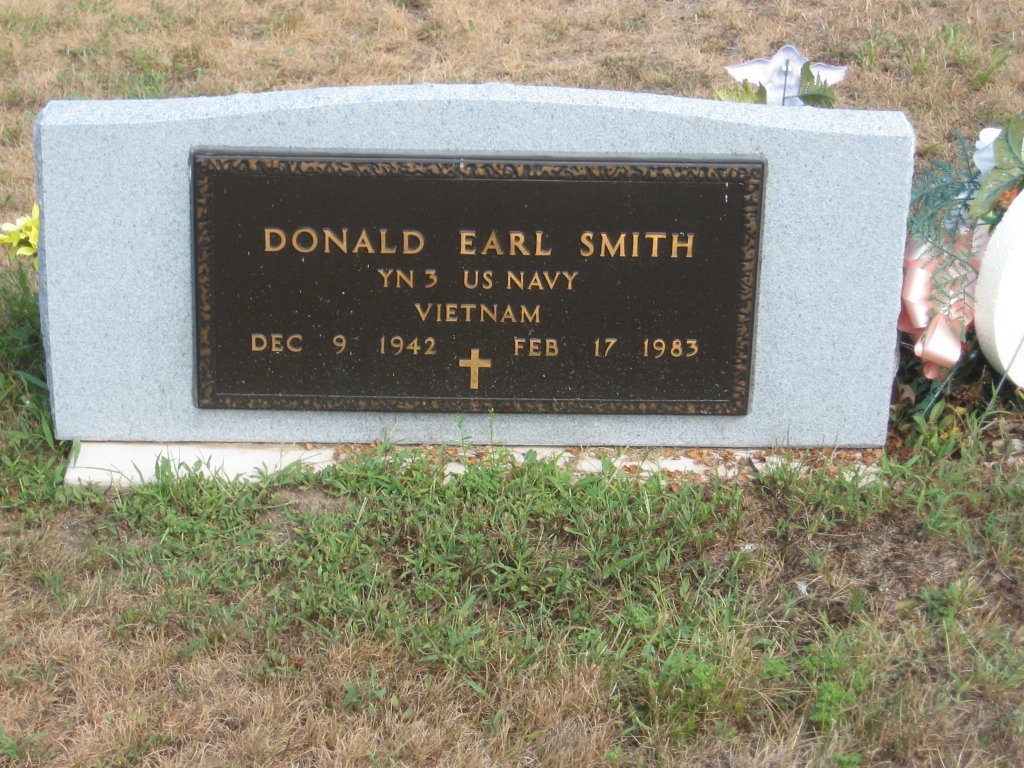 DONALD EARL SMITH
YN 3 US NAVY
VIETNAM
DEC 9 1942 FEB 17 1983